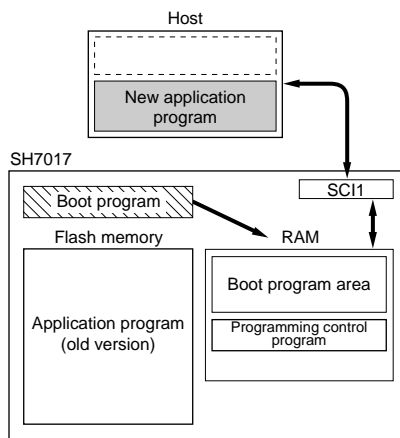 Host
New application
program
SH7017
SCI1
Boot program
Flash memory
RAM
Application program
(old version)
Boot program area
Programming control
program